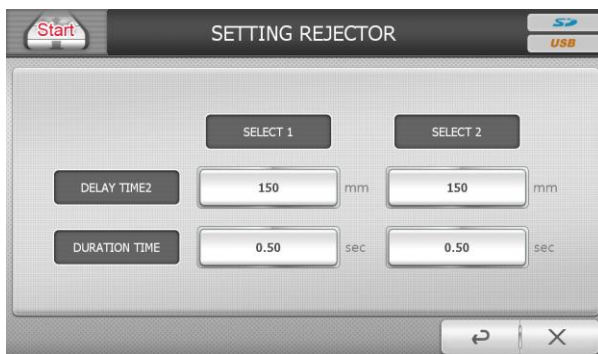 Start
SETTING REJECTOR
SD
USB
SELECT 1 SELECT 2
DELAY TIME2 150 mm 150 mm
DURATION TIME 0.50 sec 0.50 sec